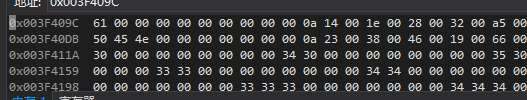 地址: 0x003F409C
0x003F409C 61 00 00 00 00 00 00 00 00 0a 14 00 1e 00 28 00 32 00 a5 00
0x003F40DB 50 45 4e 00 00 00 00 00 00 0a 23 00 38 00 46 00 19 00 66 00
0x003F411A 30 00 00 00 00 00 00 00 34 30 00 00 00 00 00 00 00 00 35 30
0x003F4159 00 00 00 33 33 00 00 00 00 00 00 00 34 34 00 00 00 00 00 00
0x003F4198 00 00 00 00 00 00 33 33 33 00 00 00 00 00 00 00 34 34 34 00